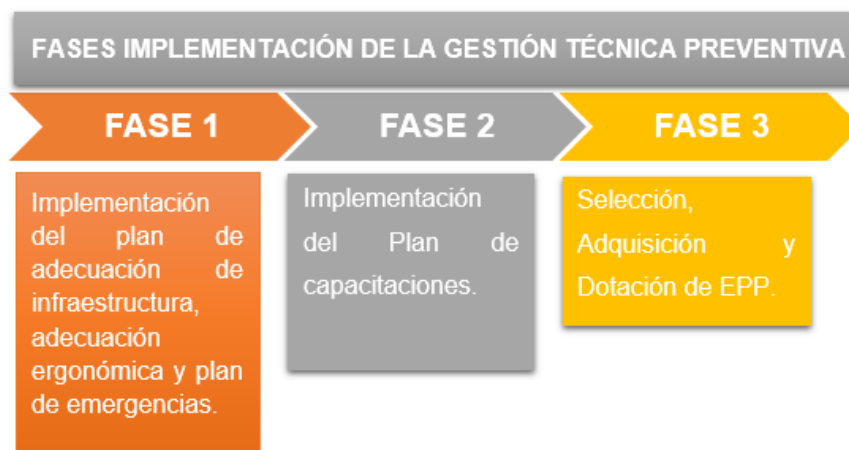 FASES IMPLEMENTACIÓN DE LA GESTIÓN TÉCNICA PREVENTIVA
FASE 1
Implementación
del plan de
adecuación de
infraestructura,
adecuación
ergonómica y plan
de emergencias.
FASE 2
Implementación
del Plan de
capacitaciones.
FASE 3
Selección,
Adquisición y
Dotación de EPP.